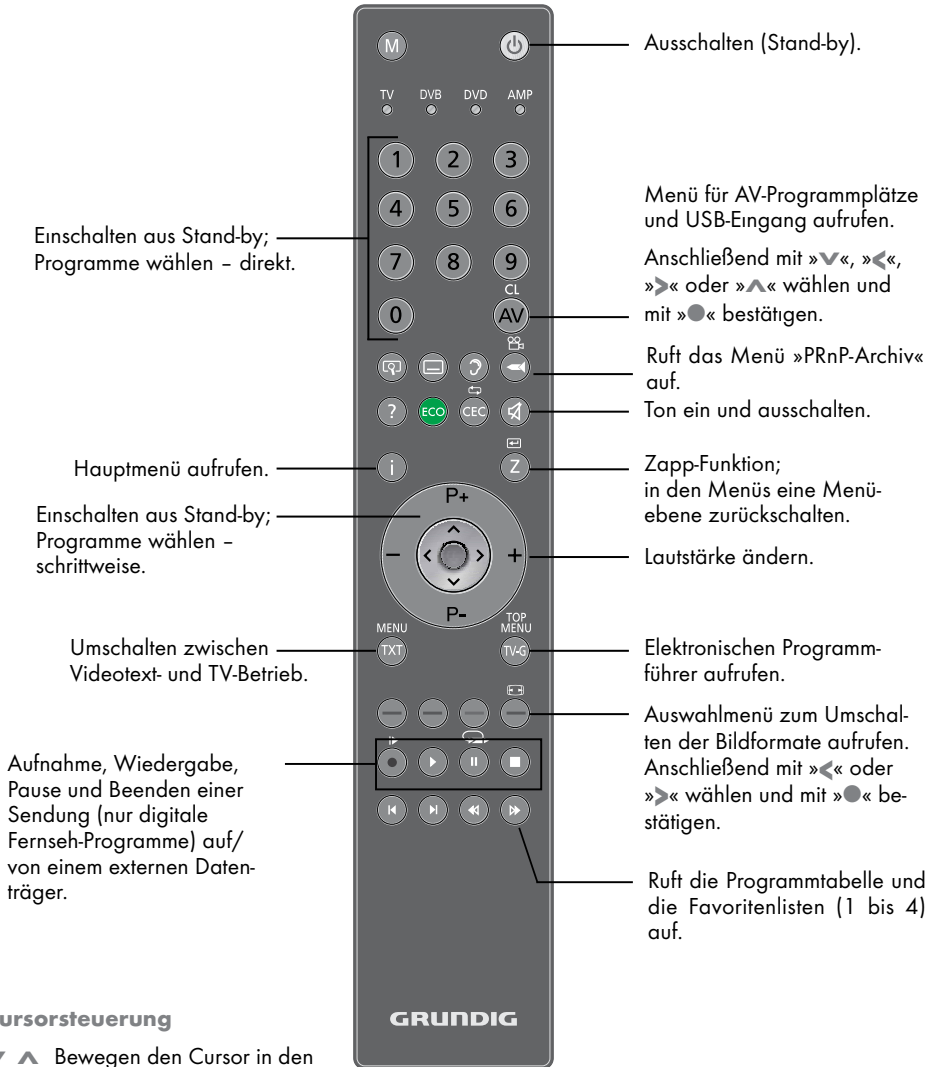 M
Ausschalten (Stand-by).
TV DVB DVD AMP
1 2 3
4 5 6
7 8 9
CL
0 AV
Einschalten aus Stand-by;
Programme wählen – direkt.
Menü für AV-Programmplätze
und USB-Eingang aufrufen.
Anschließend mit »∨«, »<«,
»>« oder »∧« wählen und
mit »●« bestätigen.
Ruft das Menü »PRnP-Archiv«
auf.
? ECO CEC
Ton ein und ausschalten.
Hauptmenü aufrufen.
i Z
Zapp-Funktion;
in den Menüs eine Menü-
ebene zurückschalten.
Einschalten aus Stand-by;
Programme wählen –
schrittweise.
P+
– +
P-
Lautstärke ändern.
Umschalten zwischen
Videotext- und TV-Betrieb.
MENU
TXT
TOP
MENU
TV-G
Elektronischen Programm-
führer aufrufen.
Auswahlmenü zum Umschal-
ten der Bildformate aufrufen.
Anschließend mit »<« oder
»>« wählen und mit »●« be-
stätigen.
Aufnahme, Wiedergabe,
Pause und Beenden einer
Sendung (nur digitale
Fernseh-Programme) auf/
von einem externen Daten-
träger.
Ruft die Programmtabelle und
die Favoritenlisten (1 bis 4)
auf.
GRUNDIG
ursorsteuerung
∨ ∧ Bewegen den Cursor in den